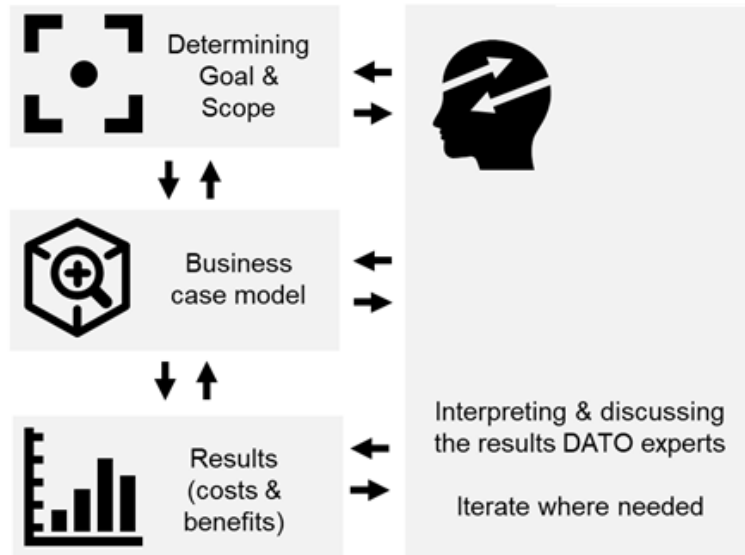 Determining
Goal &
Scope
Business
case model
Results
(costs &
benefits)
Interpreting & discussing
the results DATO experts
Iterate where needed